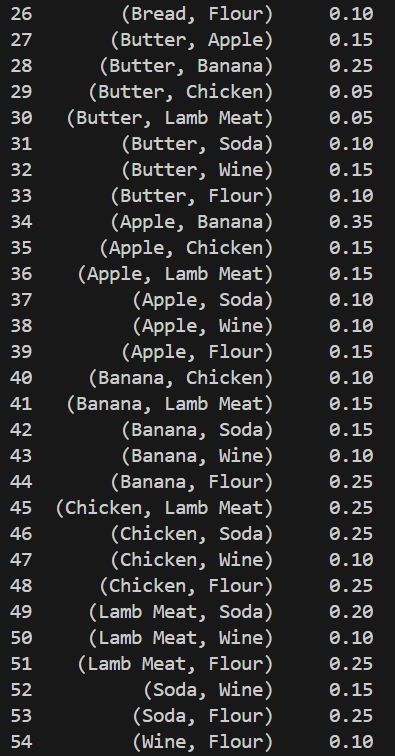 26 (Bread, Flour) 0.10
27 (Butter, Apple) 0.15
28 (Butter, Banana) 0.25
29 (Butter, Chicken) 0.05
30 (Butter, Lamb Meat) 0.05
31 (Butter, Soda) 0.10
32 (Butter, Wine) 0.15
33 (Butter, Flour) 0.10
34 (Apple, Banana) 0.35
35 (Apple, Chicken) 0.15
36 (Apple, Lamb Meat) 0.15
37 (Apple, Soda) 0.10
38 (Apple, Wine) 0.10
39 (Apple, Flour) 0.15
40 (Banana, Chicken) 0.10
41 (Banana, Lamb Meat) 0.15
42 (Banana, Soda) 0.15
43 (Banana, Wine) 0.10
44 (Banana, Flour) 0.25
45 (Chicken, Lamb Meat) 0.25
46 (Chicken, Soda) 0.25
47 (Chicken, Wine) 0.10
48 (Chicken, Flour) 0.25
49 (Lamb Meat, Soda) 0.20
50 (Lamb Meat, Wine) 0.10
51 (Lamb Meat, Flour) 0.25
52 (Soda, Wine) 0.15
53 (Soda, Flour) 0.25
54 (Wine, Flour) 0.10